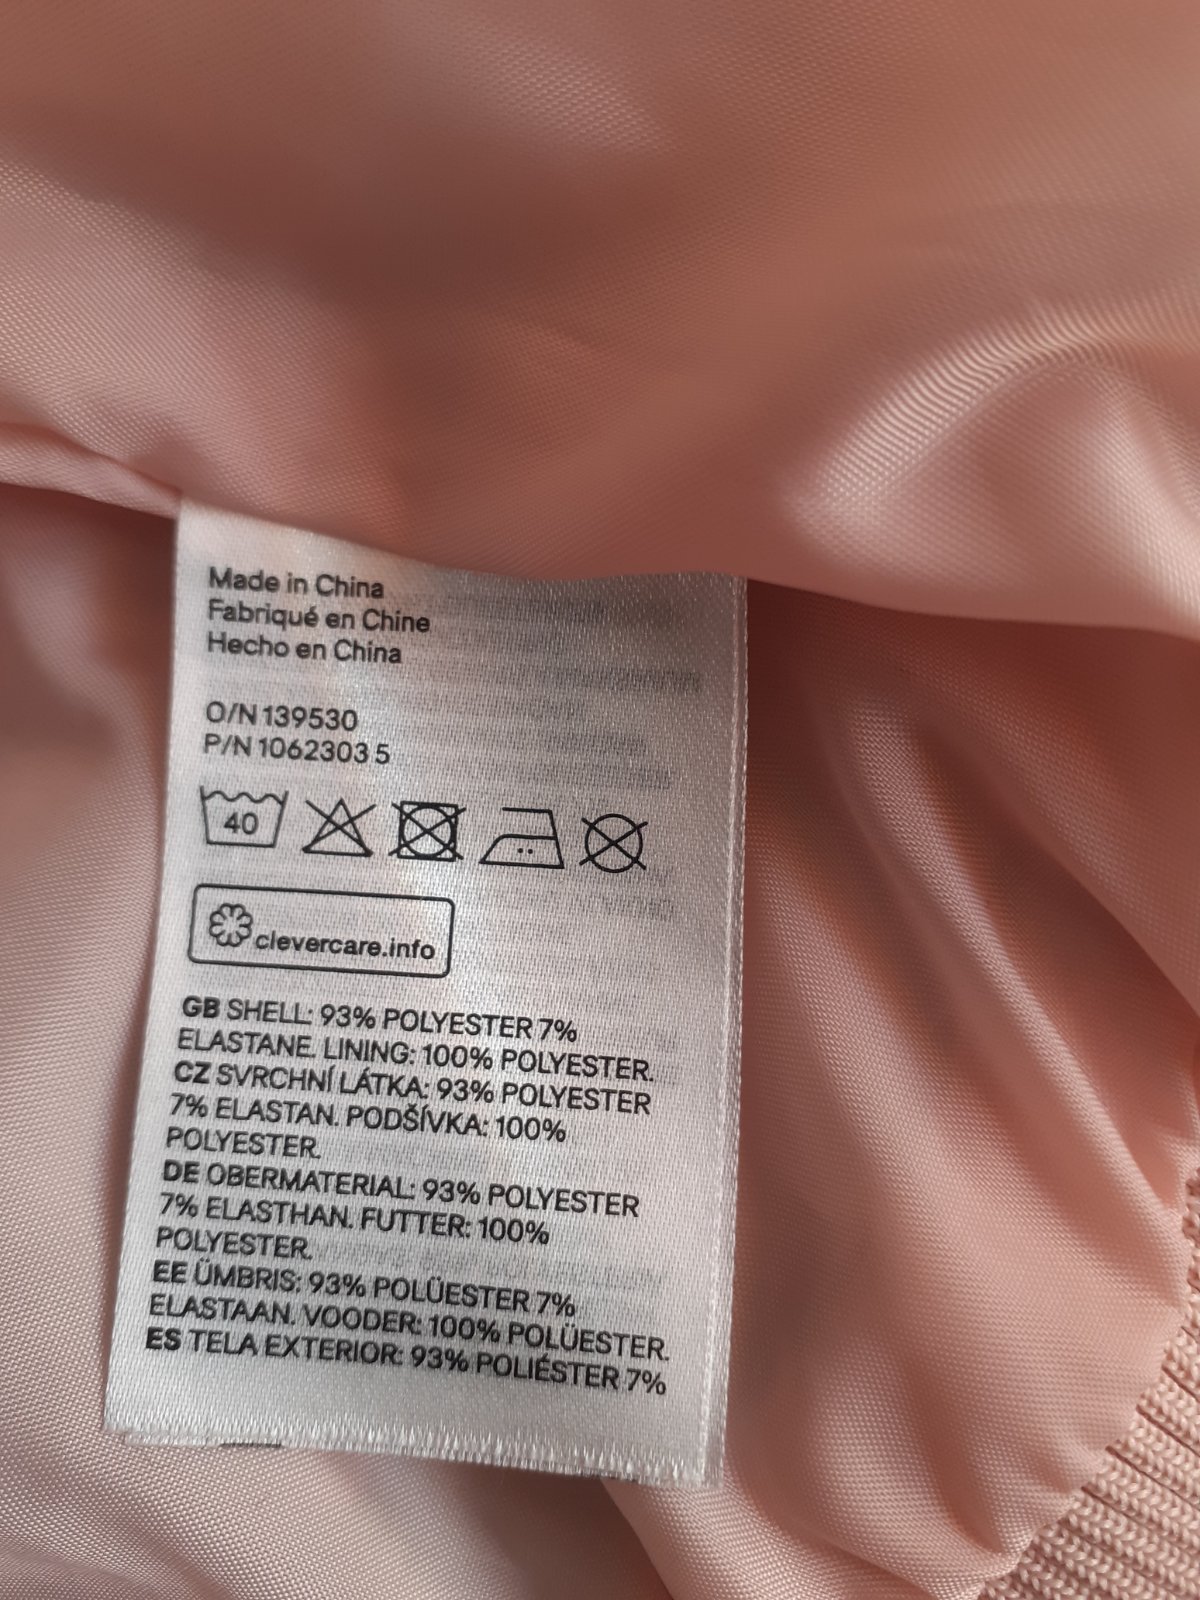 Made in China
Fabriqué en Chine
Hecho en China
O/N 139530
P/N 1062303 5
40
clevercare.info
GB SHELL: 93% POLYESTER 7%
ELASTANE. LINING: 100% POLYESTER.
CZ SVRCHNÍ LÁTKA: 93% POLYESTER
7% ELASTAN. PODŠÍVKA: 100%
POLYESTER.
DE OBERMATERIAL: 93% POLYESTER
7% ELASTHAN. FUTTER: 100%
POLYESTER.
EE ÜMBRIS: 93% POLÜESTER 7%
ELASTAAN. VOODER: 100% POLÜESTER.
ES TELA EXTERIOR: 93% POLIÉSTER 7%